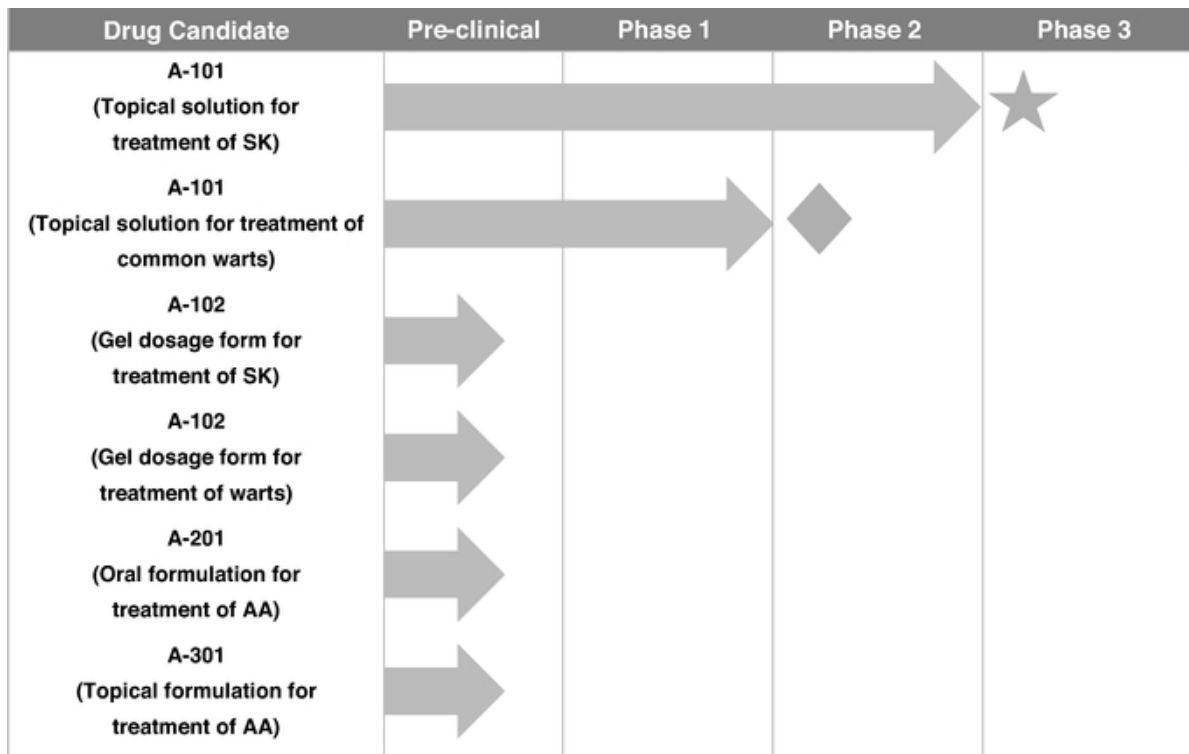 Drug Candidate Pre-clinical Phase 1 Phase 2 Phase 3
A-101
(Topical solution for
treatment of SK)
A-101
(Topical solution for treatment of
common warts)
A-102
(Gel dosage form for
treatment of SK)
A-102
(Gel dosage form for
treatment of warts)
A-201
(Oral formulation for
treatment of AA)
A-301
(Topical formulation for
treatment of AA)